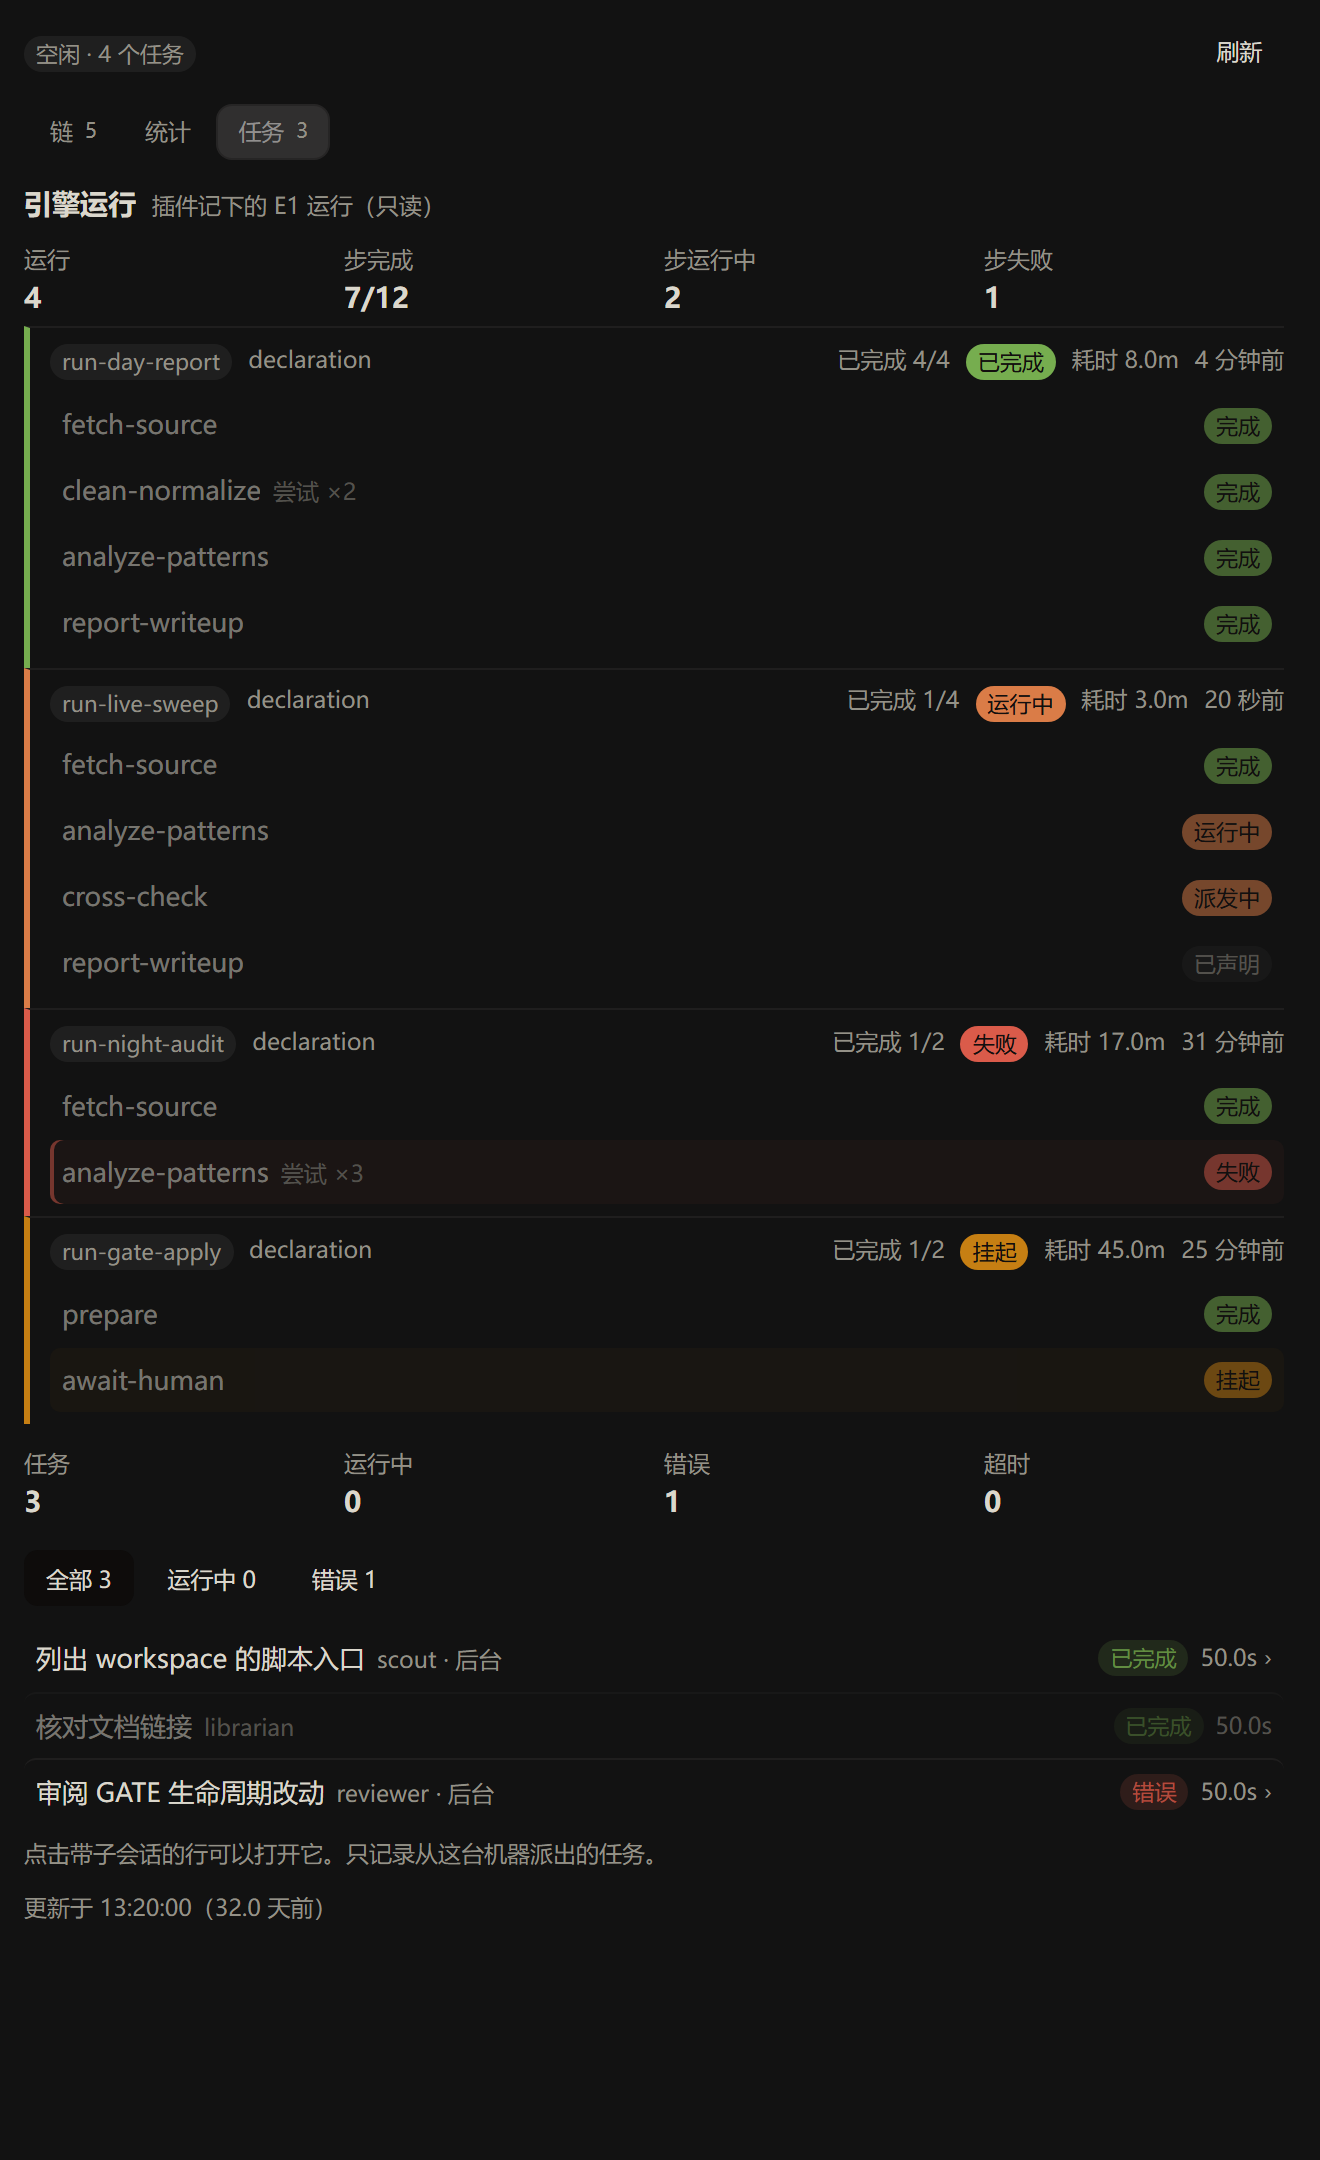 空闲 · 4 个任务 刷新
链 5 统计 任务 3
引擎运行 插件记下的 E1 运行（只读）
运行 步完成 步运行中 步失败
4 7/12 2 1
run-day-report declaration 已完成 4/4 已完成 耗时 8.0m 4 分钟前
fetch-source 完成
clean-normalize 尝试 ×2 完成
analyze-patterns 完成
report-writeup 完成
run-live-sweep declaration 已完成 1/4 运行中 耗时 3.0m 20 秒前
fetch-source 完成
analyze-patterns 运行中
cross-check 派发中
report-writeup 已声明
run-night-audit declaration 已完成 1/2 失败 耗时 17.0m 31 分钟前
fetch-source 完成
analyze-patterns 尝试 ×3 失败
run-gate-apply declaration 已完成 1/2 挂起 耗时 45.0m 25 分钟前
prepare 完成
await-human 挂起
任务 运行中 错误 超时
3 0 1 0
全部 3 运行中 0 错误 1
列出 workspace 的脚本入口 scout · 后台 已完成 50.0s ›
核对文档链接 librarian 已完成 50.0s
审阅 GATE 生命周期改动 reviewer · 后台 错误 50.0s ›
点击带子会话的行可以打开它。只记录从这台机器派出的任务。
更新于 13:20:00（32.0 天前）